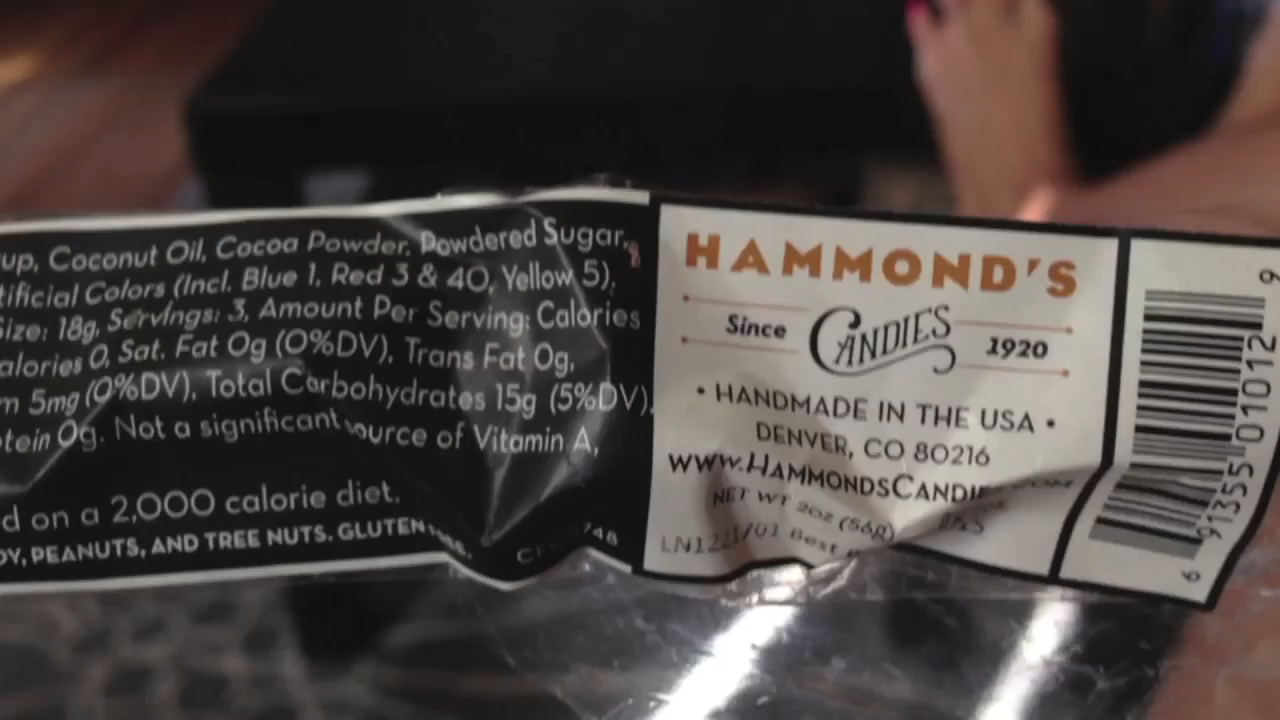 up, Coconut Oil, Cocoa Powder, Powdered Sugar,
tificial Colors (Incl. Blue 1, Red 3 & 40, Yellow 5).
Size: 18g, Servings: 3, Amount Per Serving: Calories
alories 0, Sat. Fat 0g (0%DV), Trans Fat 0g,
m 5mg (0%DV), Total Carbohydrates 15g (5%DV),
tein 0g. Not a significant source of Vitamin A,
d on a 2,000 calorie diet.
OY, PEANUTS, AND TREE NUTS. GLUTEN
HAMMOND'S
Since CANDIES 1920
• HANDMADE IN THE USA •
DENVER, CO 80216
WWW.HAMMONDSCANDIE
NET WT 2OZ (56g)
Best
6 91355 01012 9